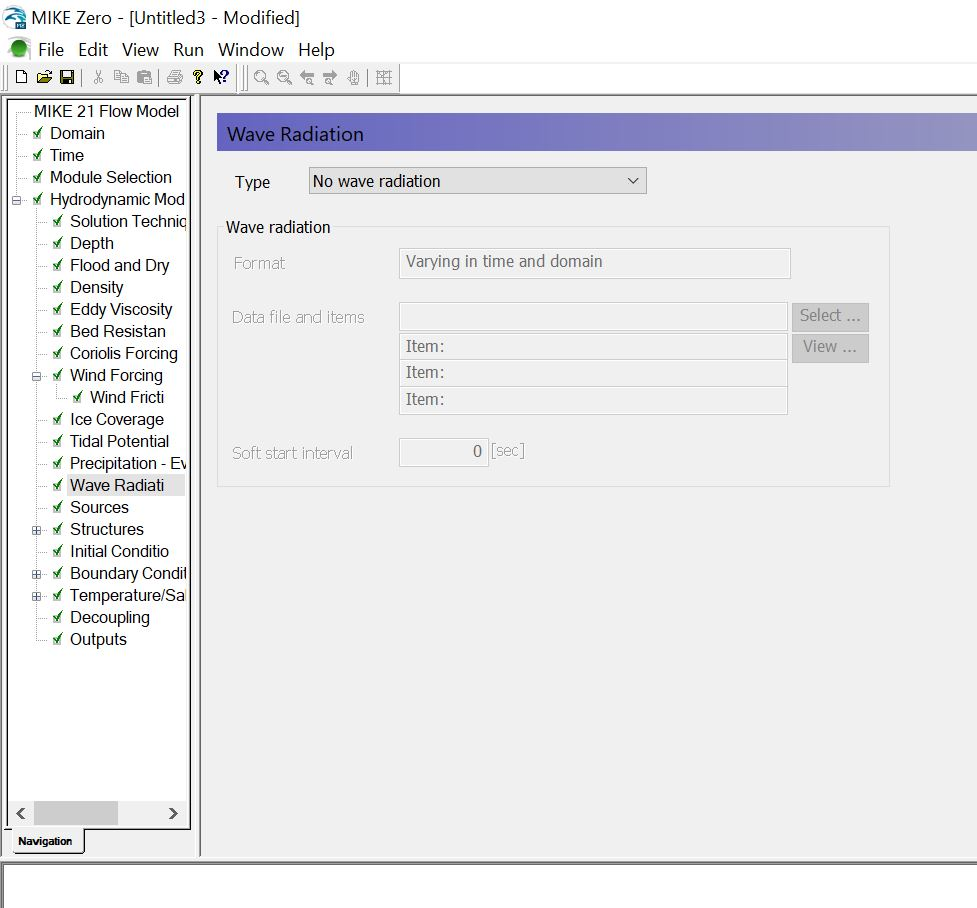 MIKE Zero - [Untitled3 - Modified]
File Edit View Run Window Help
MIKE 21 Flow Model
Domain
Time
Module Selection
Hydrodynamic Mod
Solution Techniq
Depth
Flood and Dry
Density
Eddy Viscosity
Bed Resistan
Coriolis Forcing
Wind Forcing
Wind Fricti
Ice Coverage
Tidal Potential
Precipitation - Ev
Wave Radiati
Sources
Structures
Initial Conditio
Boundary Condit
Temperature/Sal
Decoupling
Outputs
Navigation
Wave Radiation
Type No wave radiation
Wave radiation
Format Varying in time and domain
Data file and items Select ...
Item: View ...
Item:
Item:
Soft start interval 0 [sec]